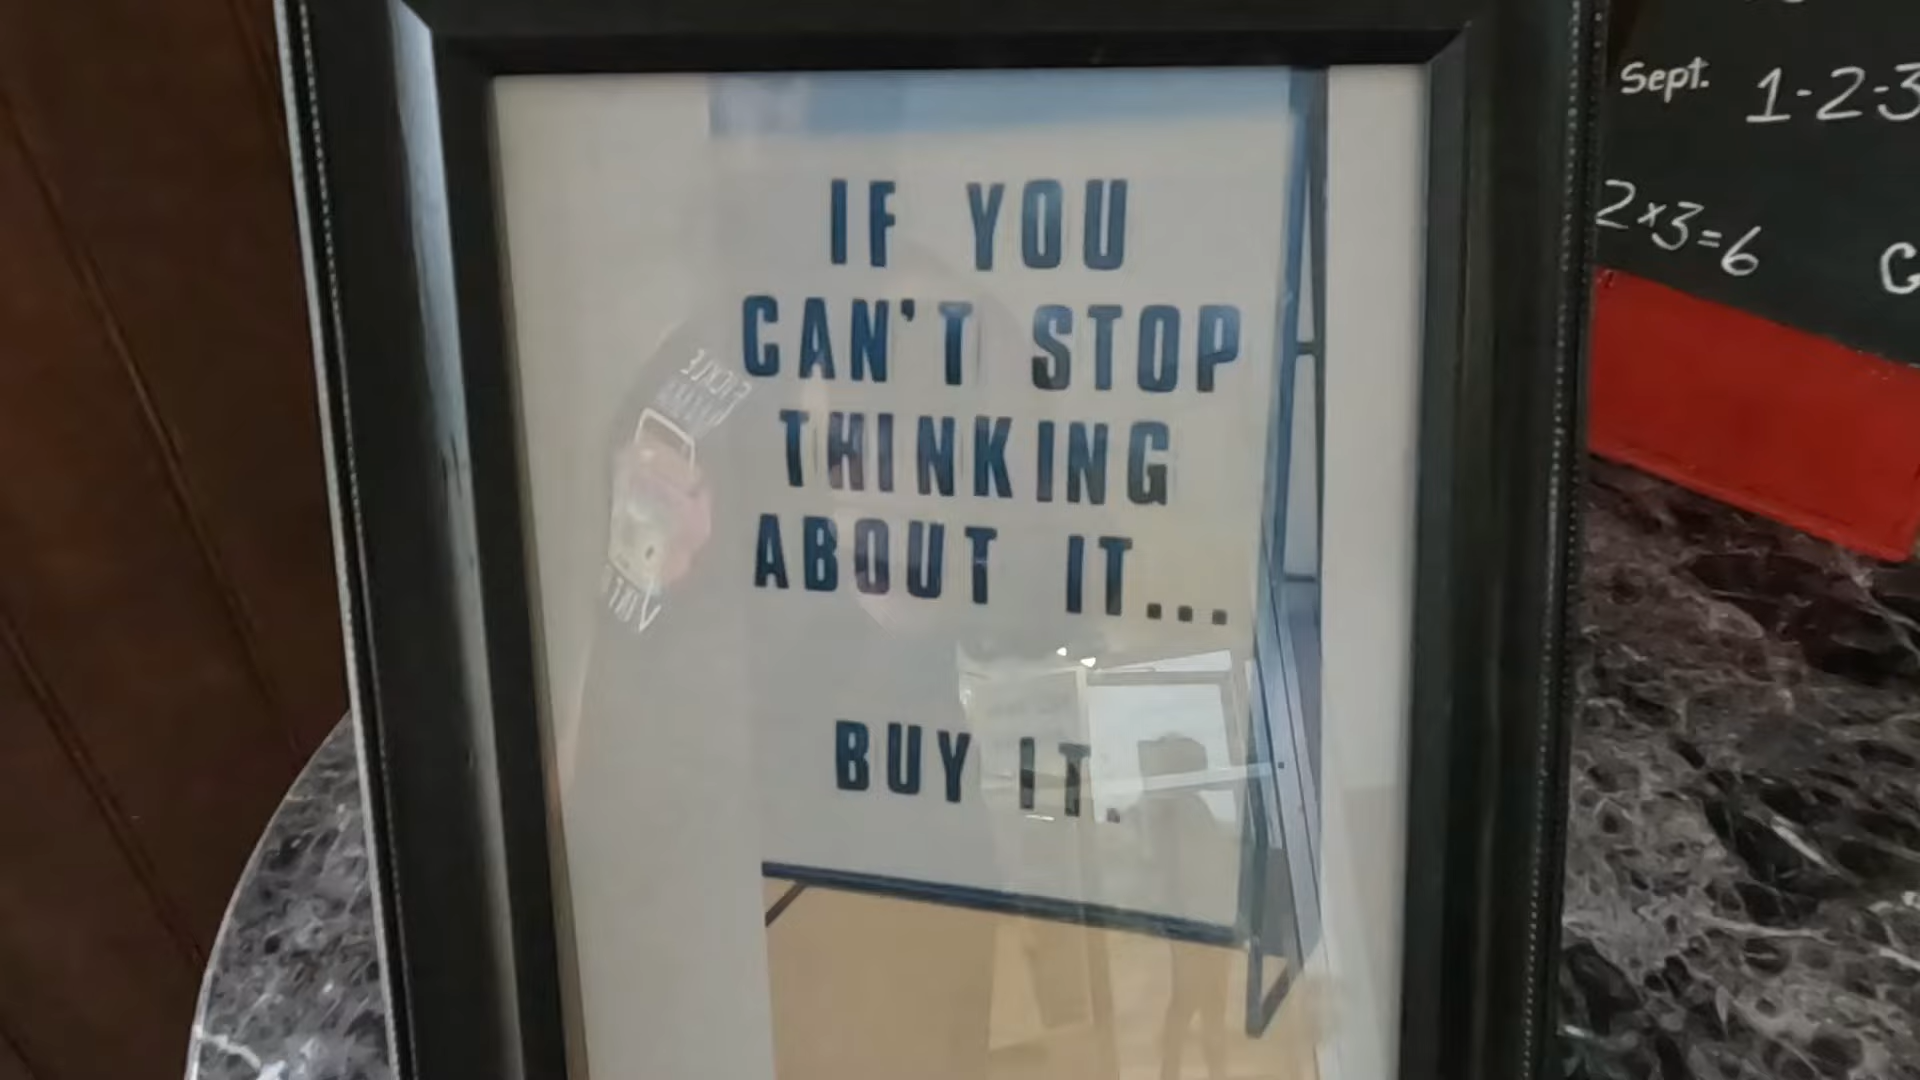 IF YOU
CAN'T STOP
THINKING
ABOUT IT...
BUY IT.
Sept. 1-2-3
2×3=6